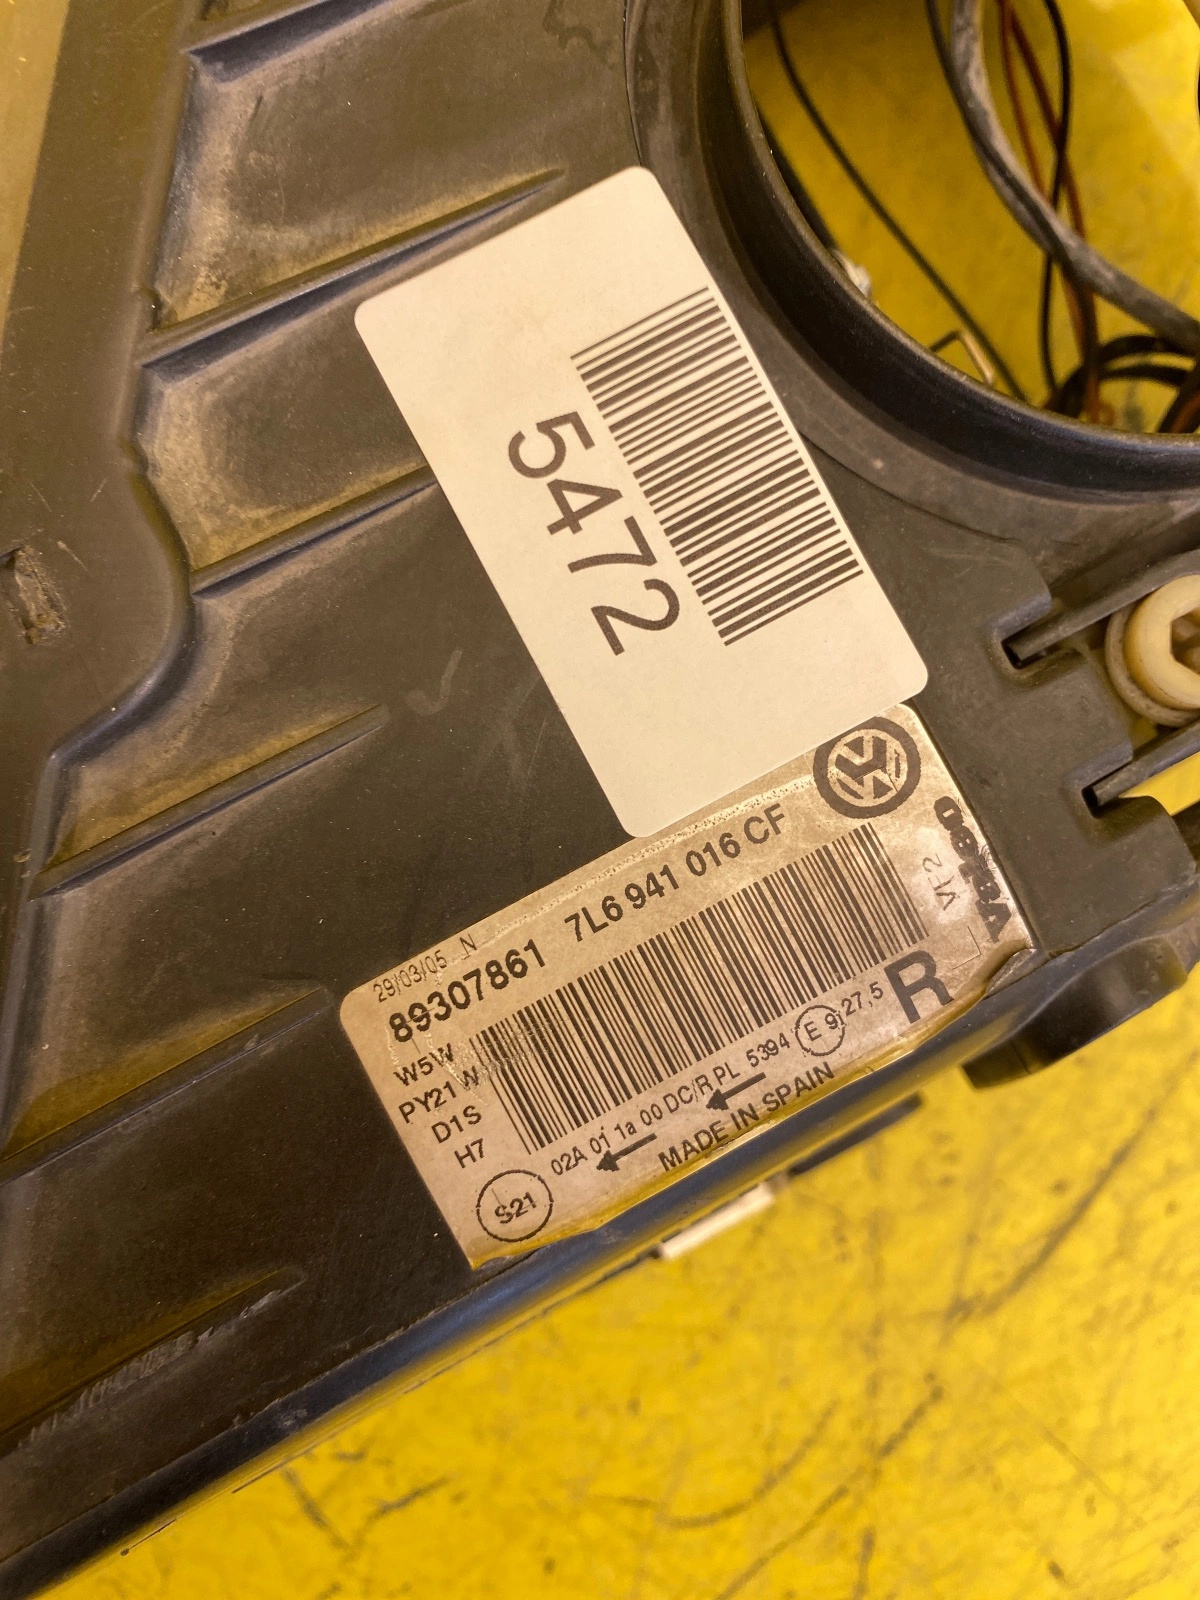 5472
29/03/05 N
89307861 7L6 941 016 CF
W5W
PY21W
D1S
H7
S21
02A 01 1a 00 DC/R PL 5394 E9 27,5
MADE IN SPAIN
R
Valeo